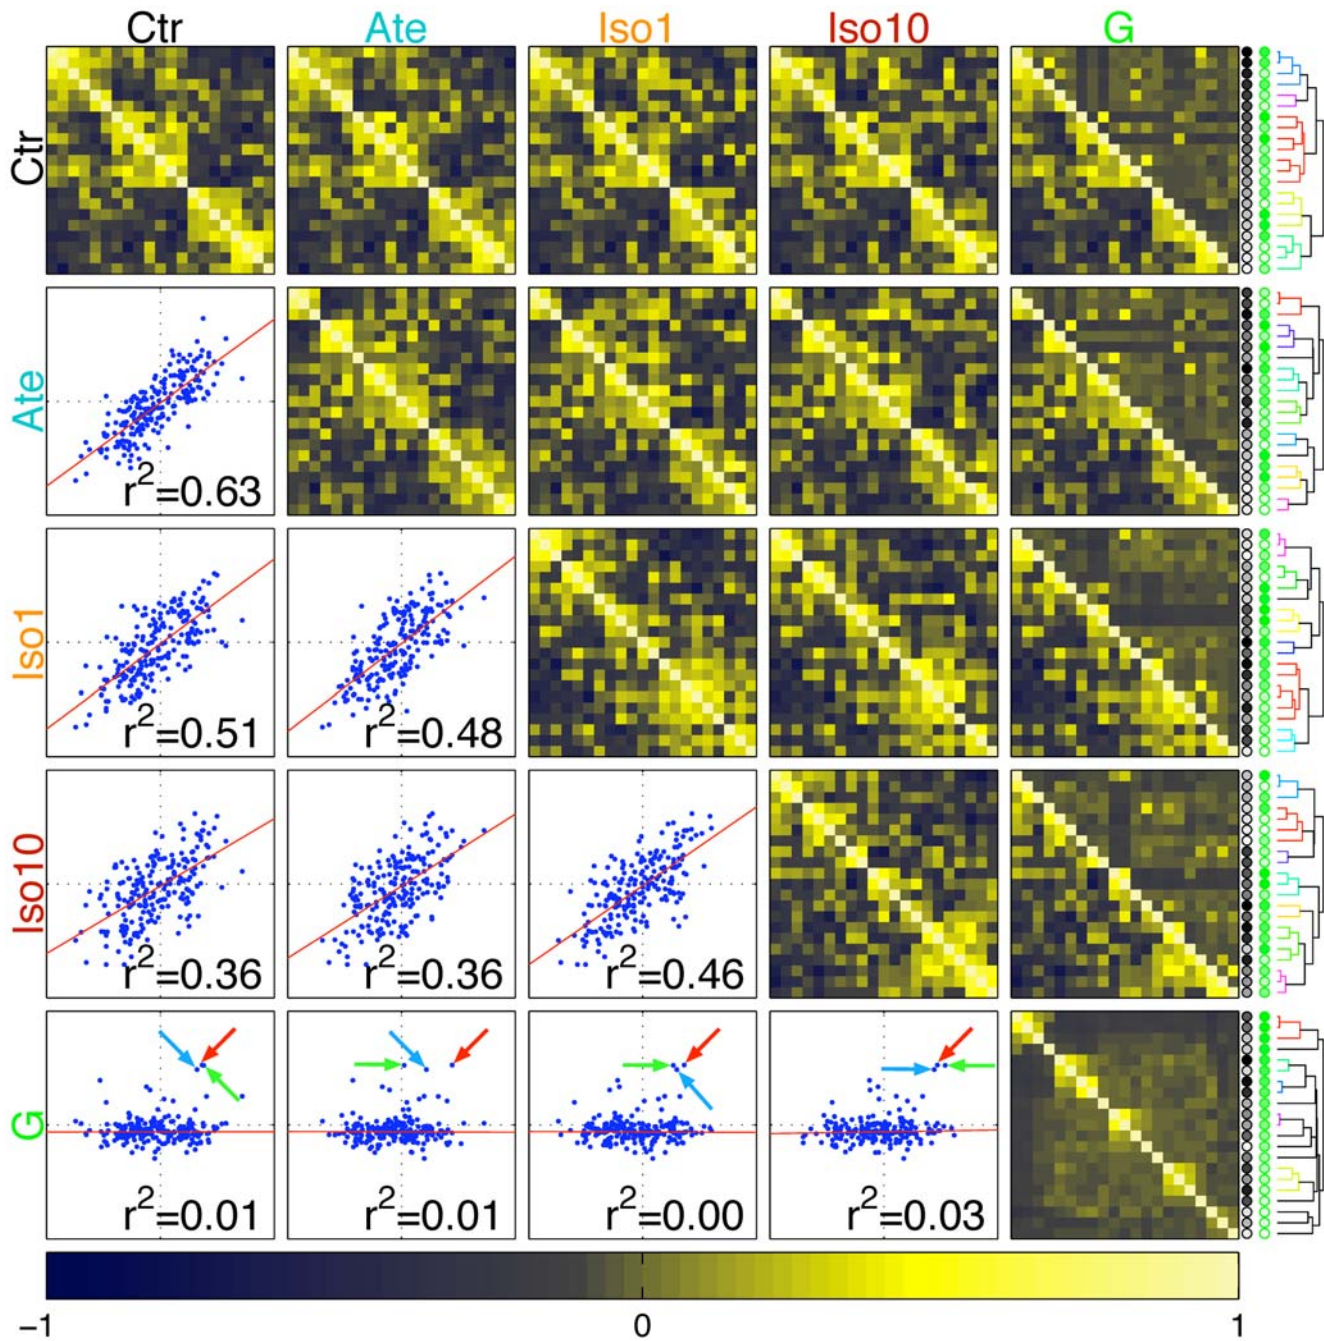 Ctr Ate Iso1 Iso10 G
Ctr
Ate
r²=0.63
Iso1
r²=0.51 r²=0.48
Iso10
r²=0.36 r²=0.36 r²=0.46
G
r²=0.01 r²=0.01 r²=0.00 r²=0.03
-1 0 1